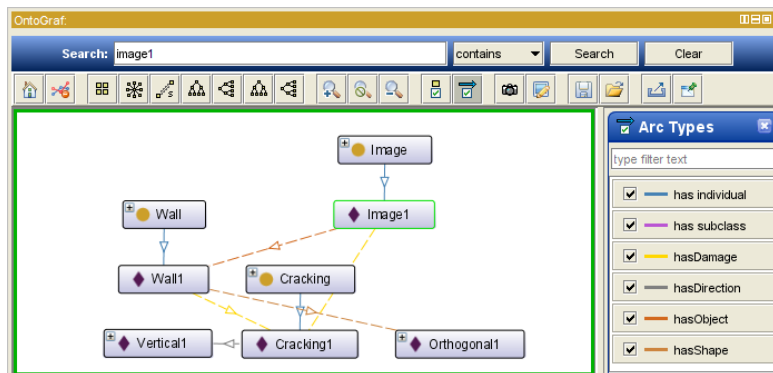 OntoGraf:
Search: image1 contains Search Clear
Arc Types
type filter text
Image
has individual
Wall
Image1
has subclass
hasDamage
Wall1
Cracking
hasDirection
hasObject
Vertical1
Cracking1
Orthogonal1
hasShape